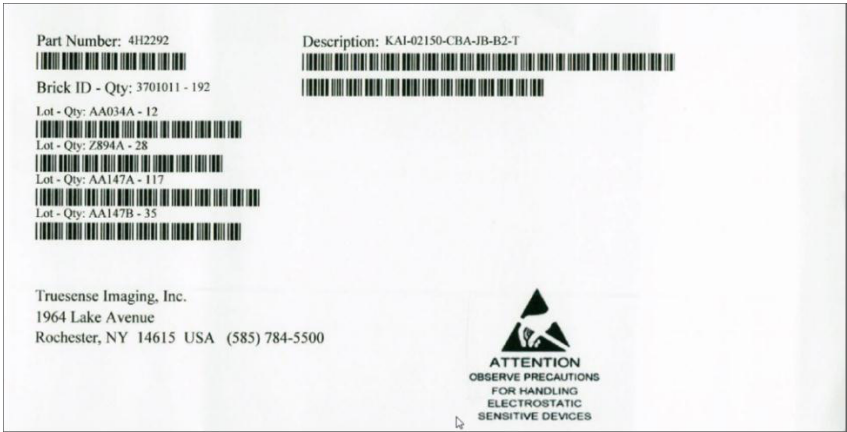 Part Number: 4H2292
Description: KAI-02150-CBA-JB-B2-T
Brick ID - Qty: 3701011 - 192
Lot - Qty: AA034A - 12
Lot - Qty: Z894A - 28
Lot - Qty: AA147A - 117
Lot - Qty: AA147B - 35
Truesense Imaging, Inc.
1964 Lake Avenue
Rochester, NY 14615 USA (585) 784-5500
ATTENTION
OBSERVE PRECAUTIONS
FOR HANDLING
ELECTROSTATIC
SENSITIVE DEVICES